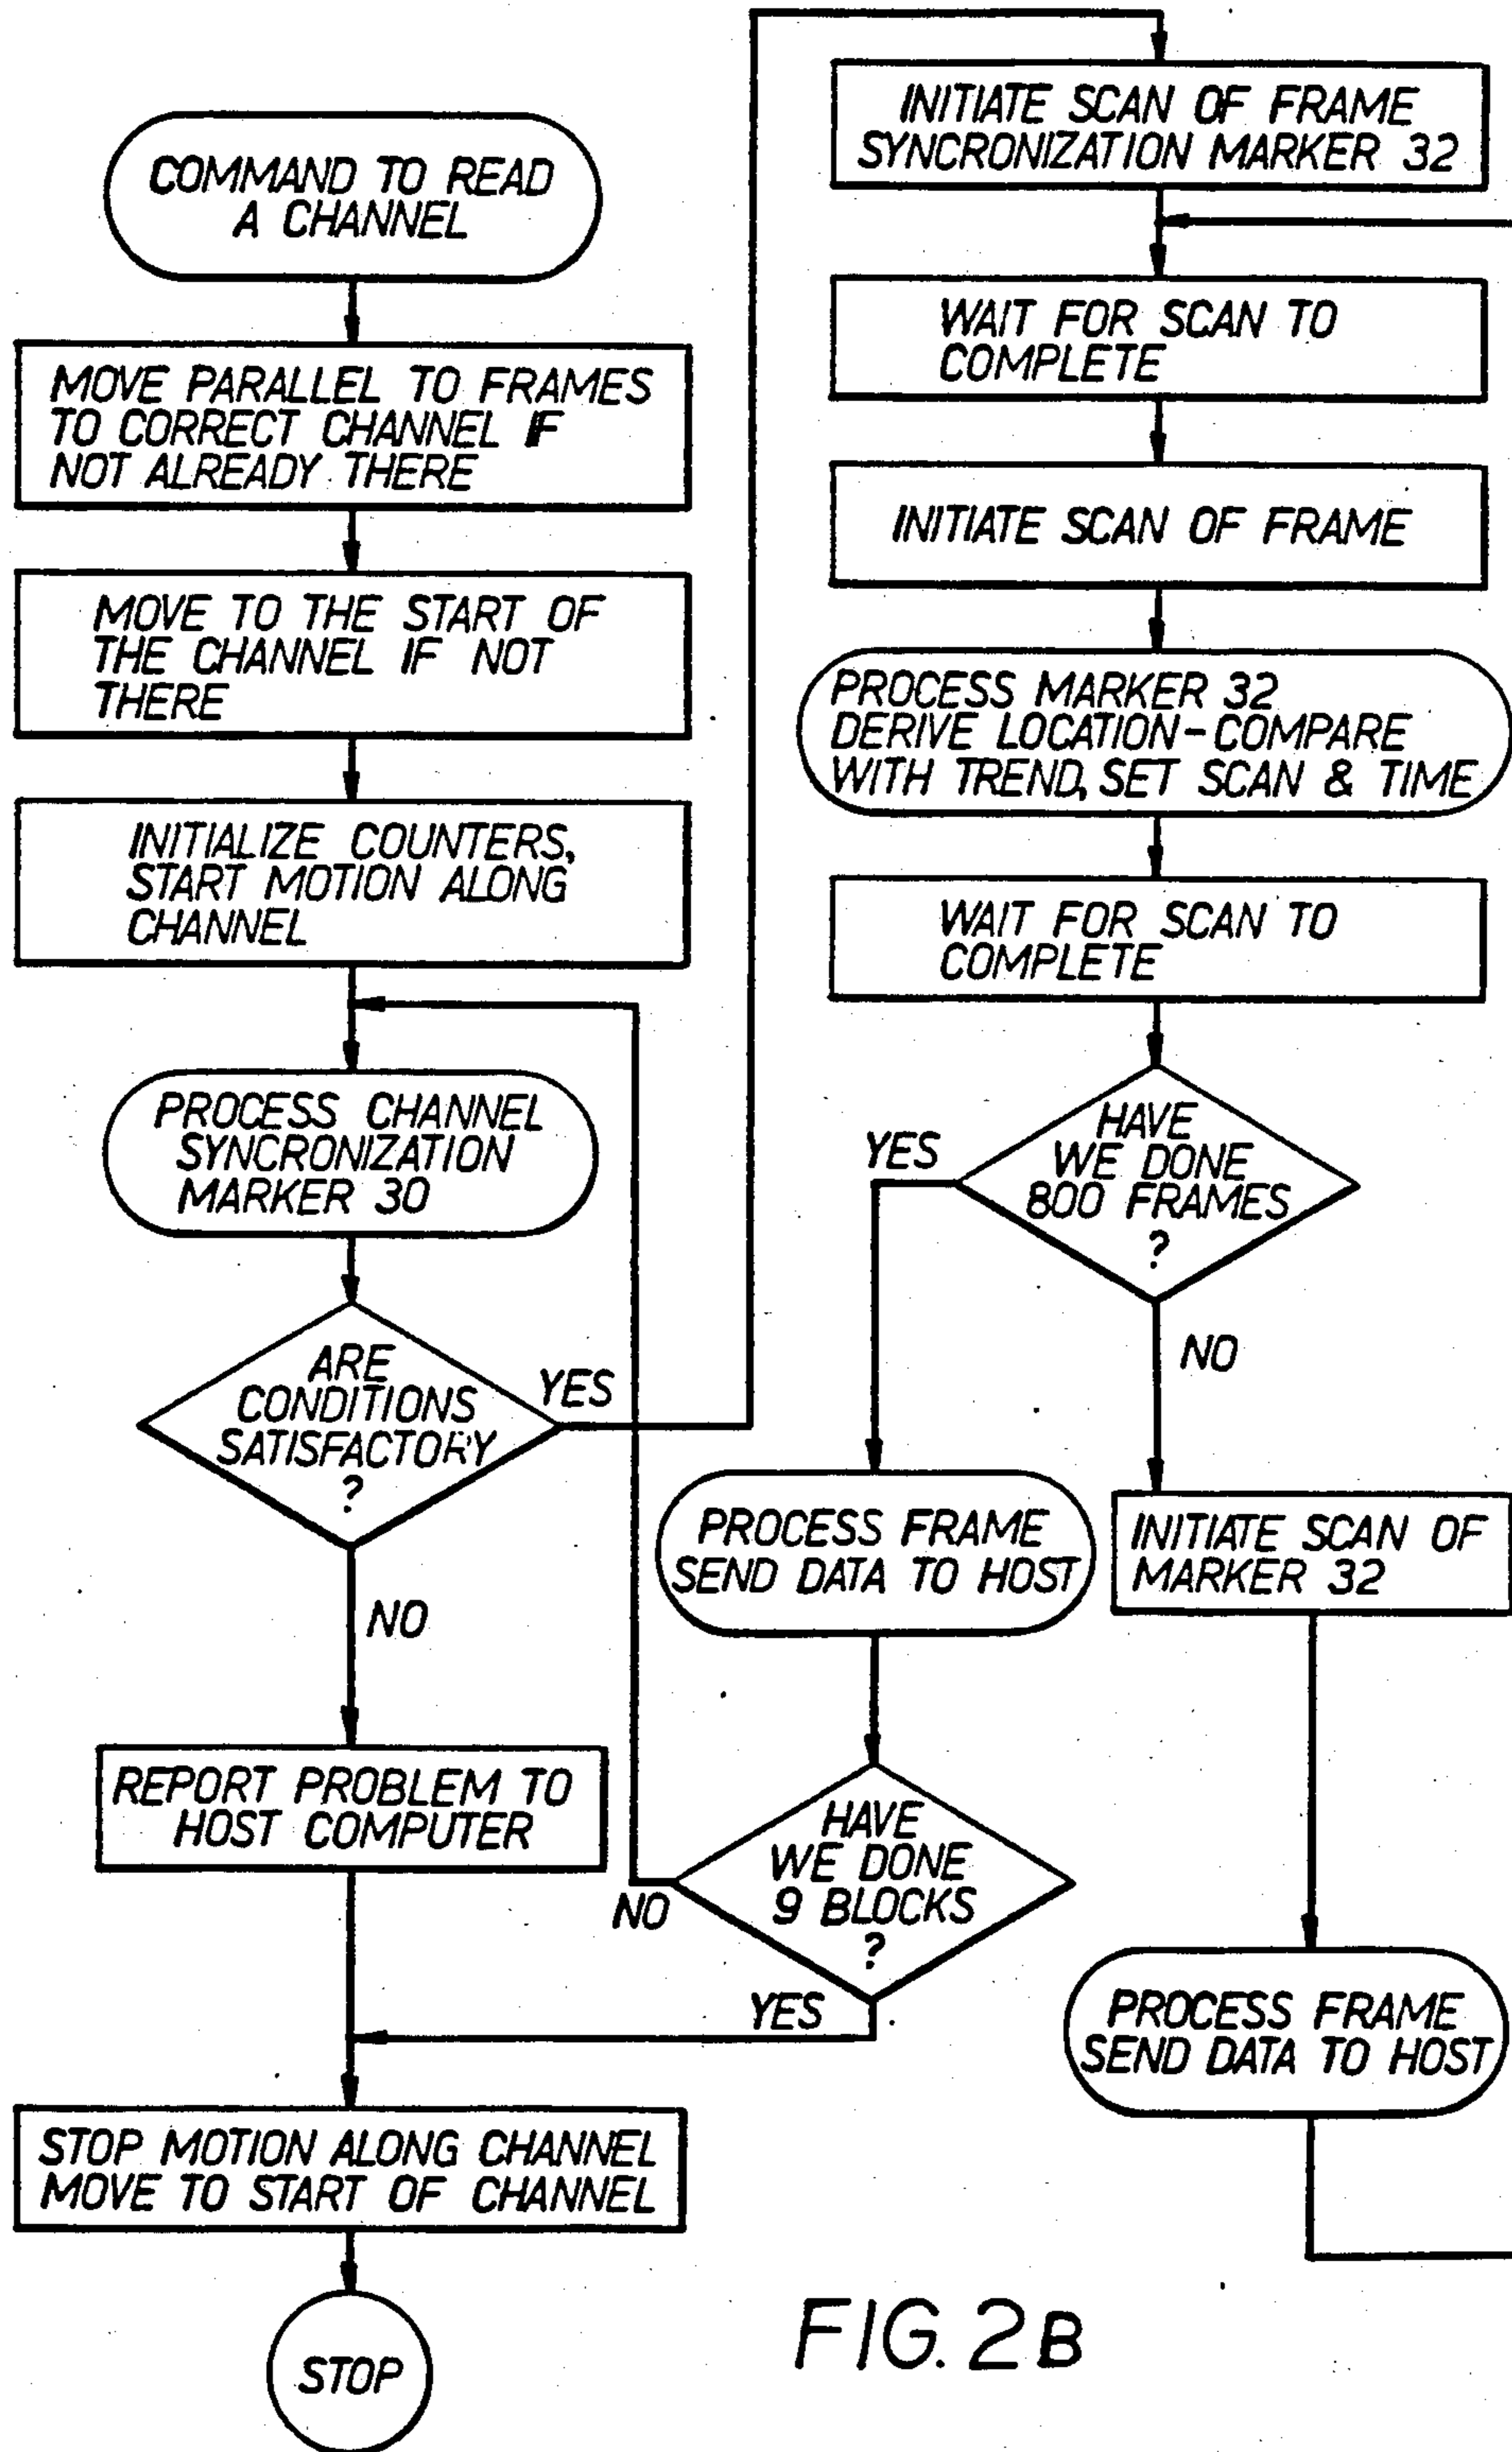 COMMAND TO READ
A CHANNEL
MOVE PARALLEL TO FRAMES
TO CORRECT CHANNEL IF
NOT ALREADY THERE
MOVE TO THE START OF
THE CHANNEL IF NOT
THERE
INITIALIZE COUNTERS,
START MOTION ALONG
CHANNEL
PROCESS CHANNEL
SYNCRONIZATION
MARKER 30
ARE
CONDITIONS
SATISFACTORY
?
YES
NO
REPORT PROBLEM TO
HOST COMPUTER
STOP MOTION ALONG CHANNEL
MOVE TO START OF CHANNEL
STOP
INITIATE SCAN OF FRAME
SYNCRONIZATION MARKER 32
WAIT FOR SCAN TO
COMPLETE
INITIATE SCAN OF FRAME
PROCESS MARKER 32
DERIVE LOCATION-COMPARE
WITH TREND, SET SCAN & TIME
WAIT FOR SCAN TO
COMPLETE
HAVE
WE DONE
800 FRAMES
?
YES
NO
PROCESS FRAME
SEND DATA TO HOST
INITIATE SCAN OF
MARKER 32
HAVE
WE DONE
9 BLOCKS
?
NO
YES
PROCESS FRAME
SEND DATA TO HOST
FIG. 2B